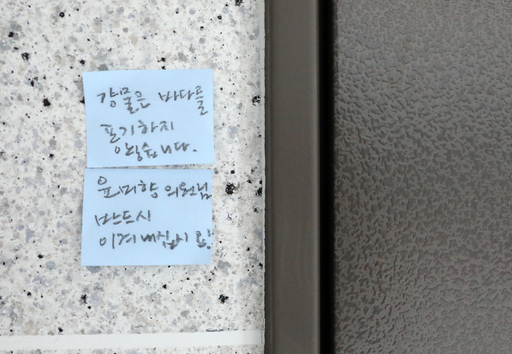 강물은 바다를
포기하지
않습니다.
윤미향 의원님
반드시
이겨내십시요!